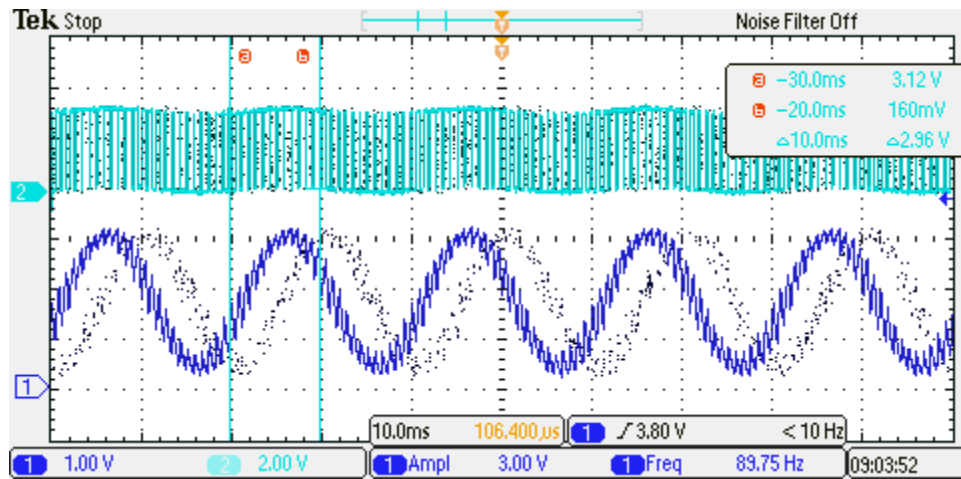 Tek Stop Noise Filter Off
a -30.0ms 3.12 V
b -20.0ms 160mV
△10.0ms △2.96 V
2
1
10.0ms 106.400µs 1 ∫ 3.80 V < 10 Hz
1 1.00 V 2 2.00 V 1 Ampl 3.00 V 1 Freq 89.75 Hz 09:03:52